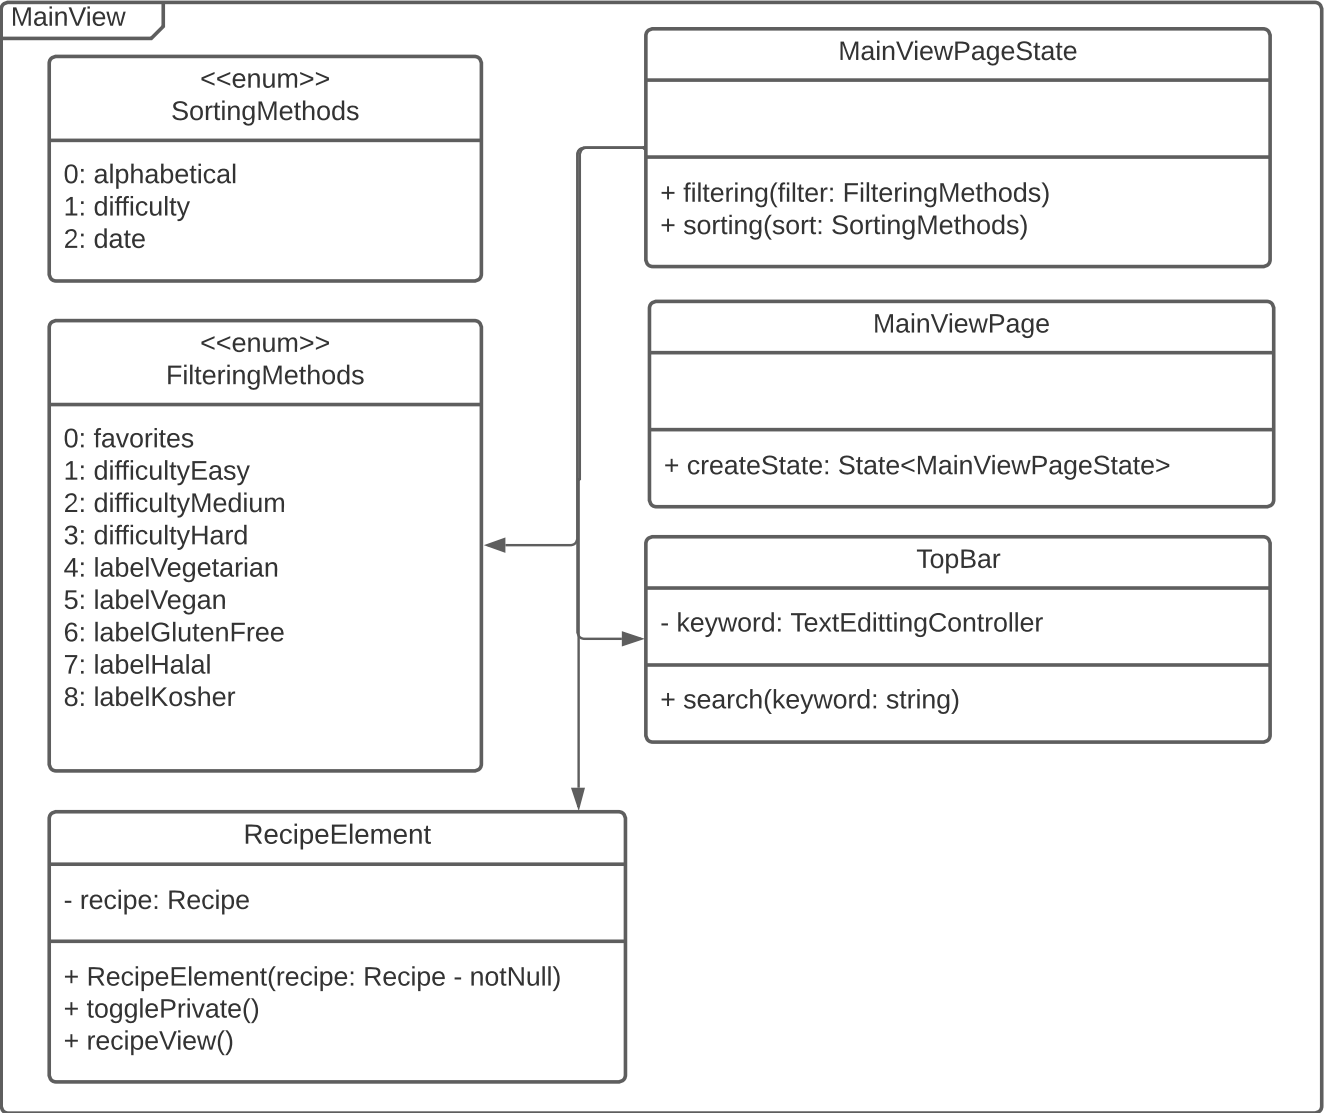 MainView
<<enum>>
SortingMethods
0: alphabetical
1: difficulty
2: date
<<enum>>
FilteringMethods
0: favorites
1: difficultyEasy
2: difficultyMedium
3: difficultyHard
4: labelVegetarian
5: labelVegan
6: labelGlutenFree
7: labelHalal
8: labelKosher
MainViewPageState
+ filtering(filter: FilteringMethods)
+ sorting(sort: SortingMethods)
MainViewPage
+ createState: State<MainViewPageState>
TopBar
- keyword: TextEdittingController
+ search(keyword: string)
RecipeElement
- recipe: Recipe
+ RecipeElement(recipe: Recipe - notNull)
+ togglePrivate()
+ recipeView()